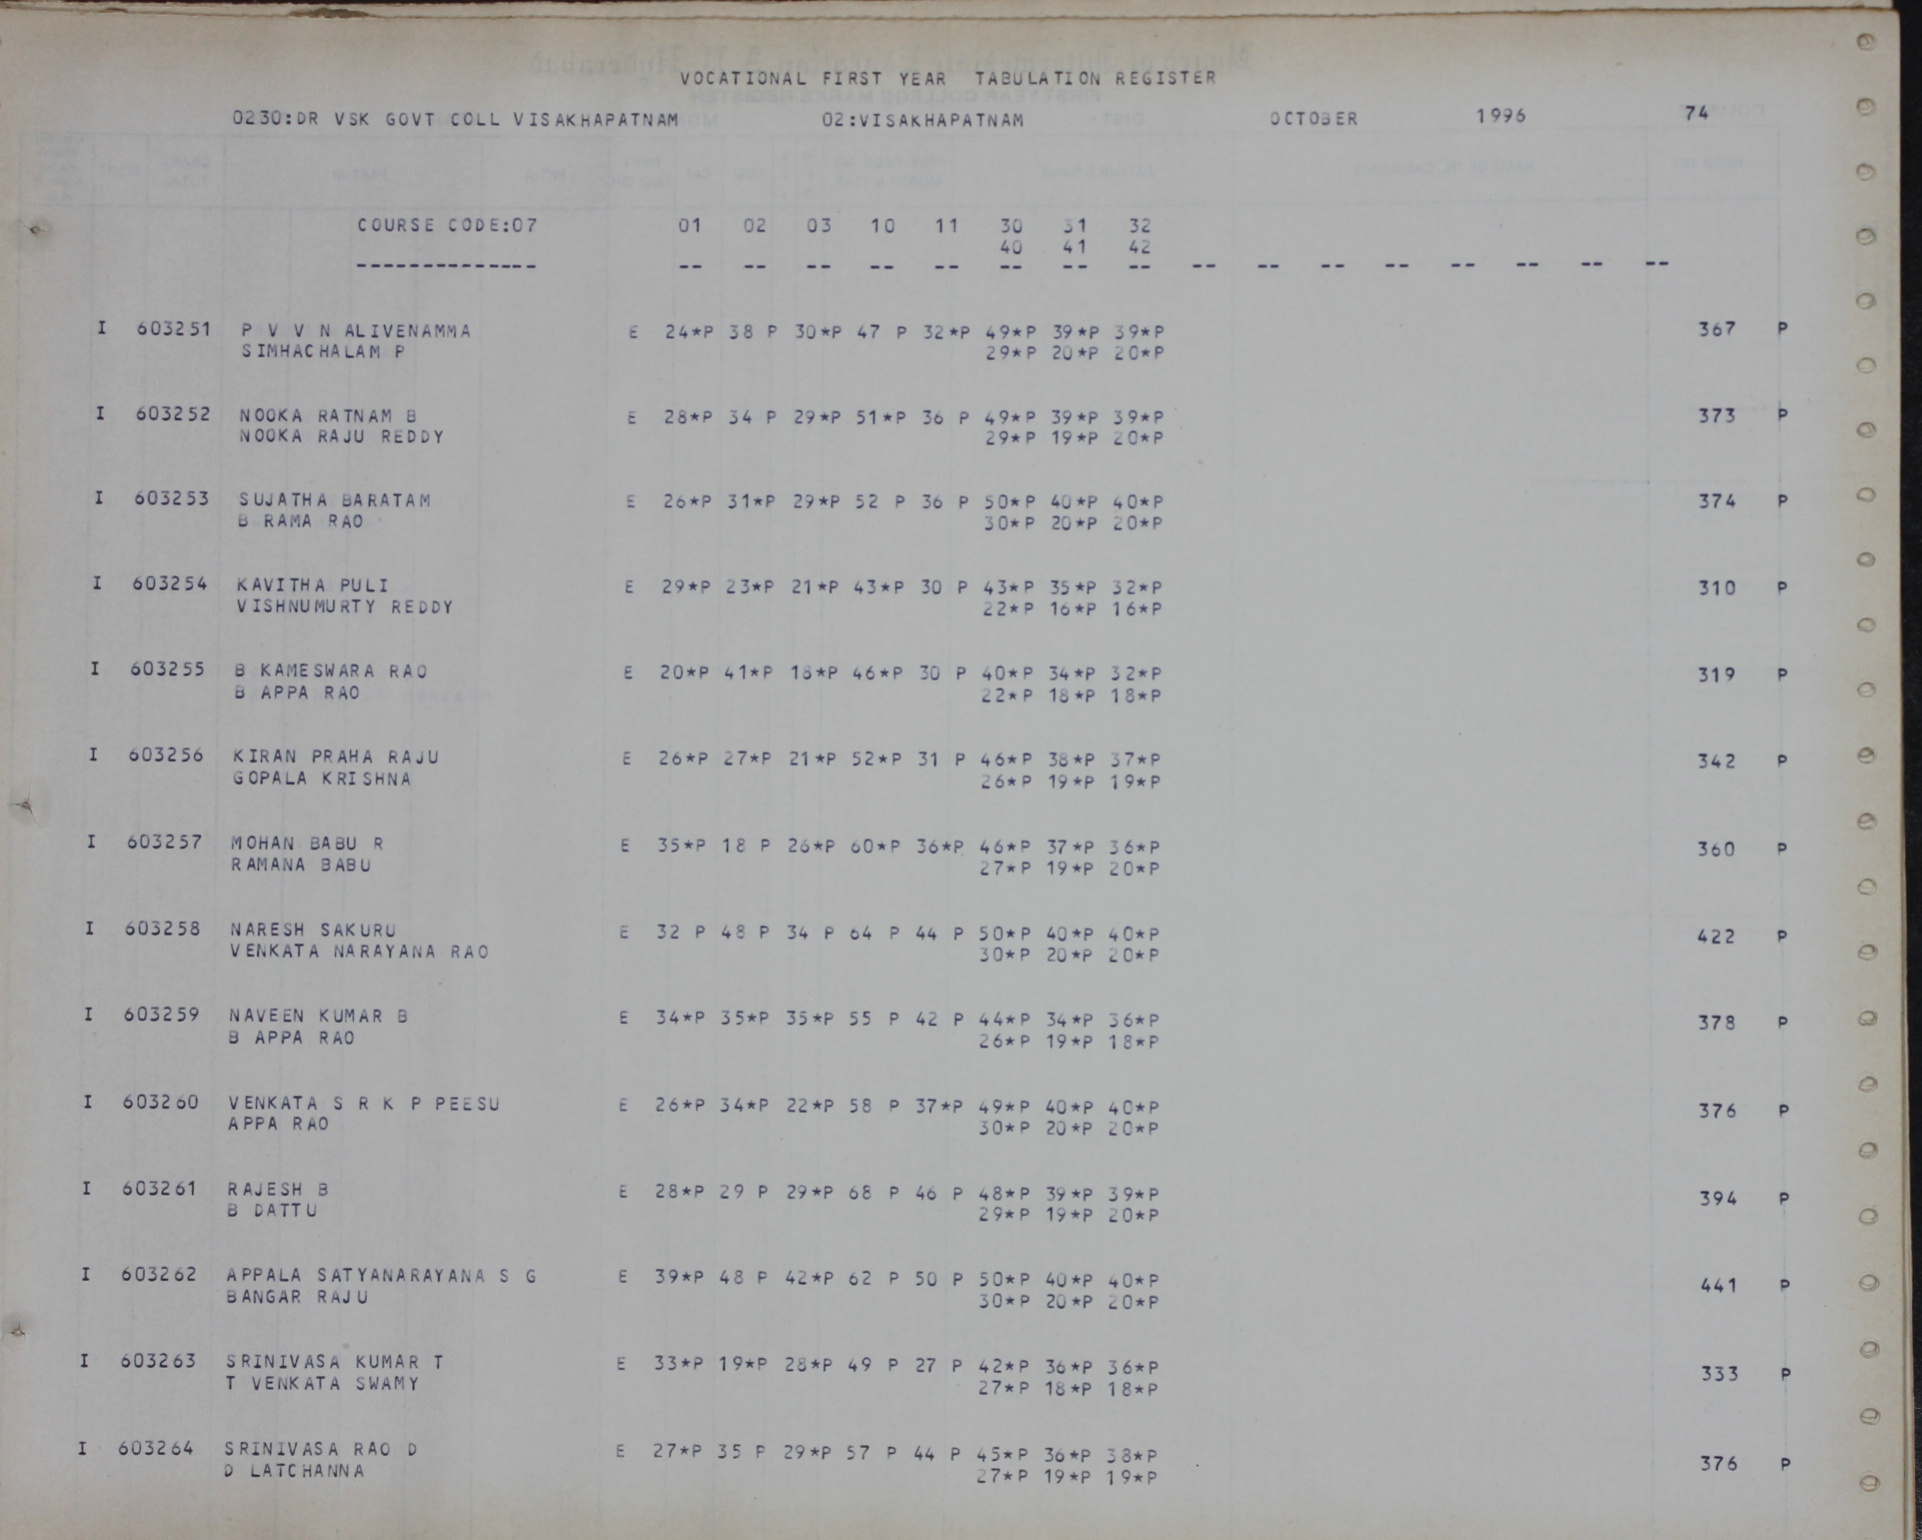 VOCATIONAL FIRST YEAR TABULATION REGISTER
0230:DR VSK GOVT COLL VISAKHAPATNAM 02:VISAKHAPATNAM OCTOBER 1996 74
COURSE CODE:07 01 02 03 10 11 30 31 32
40 41 42
-------------- -- -- -- -- -- -- -- -- -- -- -- -- -- -- -- --
I 603251 P V V N ALIVENAMMA E 24*P 38 P 30*P 47 P 32*P 49*P 39*P 39*P 367 P
SIMHACHALAM P 29*P 20*P 20*P
I 603252 NOOKA RATNAM B E 28*P 34 P 29*P 51*P 36 P 49*P 39*P 39*P 373 P
NOOKA RAJU REDDY 29*P 19*P 20*P
I 603253 SUJATHA BARATAM E 26*P 31*P 29*P 52 P 36 P 50*P 40*P 40*P 374 P
B RAMA RAO 30*P 20*P 20*P
I 603254 KAVITHA PULI E 29*P 23*P 21*P 43*P 30 P 43*P 35*P 32*P 310 P
VISHNUMURTY REDDY 22*P 16*P 16*P
I 603255 B KAMESWARA RAO E 20*P 41*P 18*P 46*P 30 P 40*P 34*P 32*P 319 P
B APPA RAO 22*P 18*P 18*P
I 603256 KIRAN PRAHA RAJU E 26*P 27*P 21*P 52*P 31 P 46*P 38*P 37*P 342 P
GOPALA KRISHNA 26*P 19*P 19*P
I 603257 MOHAN BABU R E 35*P 18 P 26*P 60*P 36*P 46*P 37*P 36*P 360 P
RAMANA BABU 27*P 19*P 20*P
I 603258 NARESH SAKURU E 32 P 48 P 34 P 64 P 44 P 50*P 40*P 40*P 422 P
VENKATA NARAYANA RAO 30*P 20*P 20*P
I 603259 NAVEEN KUMAR B E 34*P 35*P 35*P 55 P 42 P 44*P 34*P 36*P 378 P
B APPA RAO 26*P 19*P 18*P
I 603260 VENKATA S R K P PEESU E 26*P 34*P 22*P 58 P 37*P 49*P 40*P 40*P 376 P
APPA RAO 30*P 20*P 20*P
I 603261 RAJESH B E 28*P 29 P 29*P 68 P 46 P 48*P 39*P 39*P 394 P
B DATTU 29*P 19*P 20*P
I 603262 APPALA SATYANARAYANA S G E 39*P 48 P 42*P 62 P 50 P 50*P 40*P 40*P 441 P
BANGAR RAJU 30*P 20*P 20*P
I 603263 SRINIVASA KUMAR T E 33*P 19*P 28*P 49 P 27 P 42*P 36*P 36*P 333 P
T VENKATA SWAMY 27*P 18*P 18*P
I 603264 SRINIVASA RAO D E 27*P 35 P 29*P 57 P 44 P 45*P 36*P 38*P 376 P
D LATCHANNA 27*P 19*P 19*P